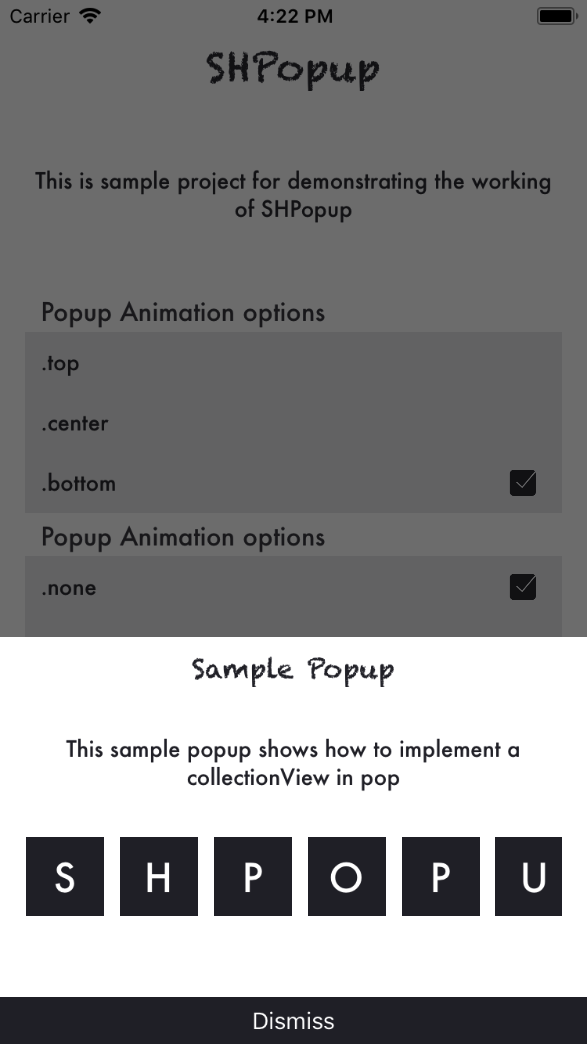 Carrier 4:22 PM
SHPopup
This is sample project for demonstrating the working
of SHPopup
Popup Animation options
.top
.center
.bottom
Popup Animation options
.none
Sample Popup
This sample popup shows how to implement a
collectionView in pop
S H P O P U
Dismiss